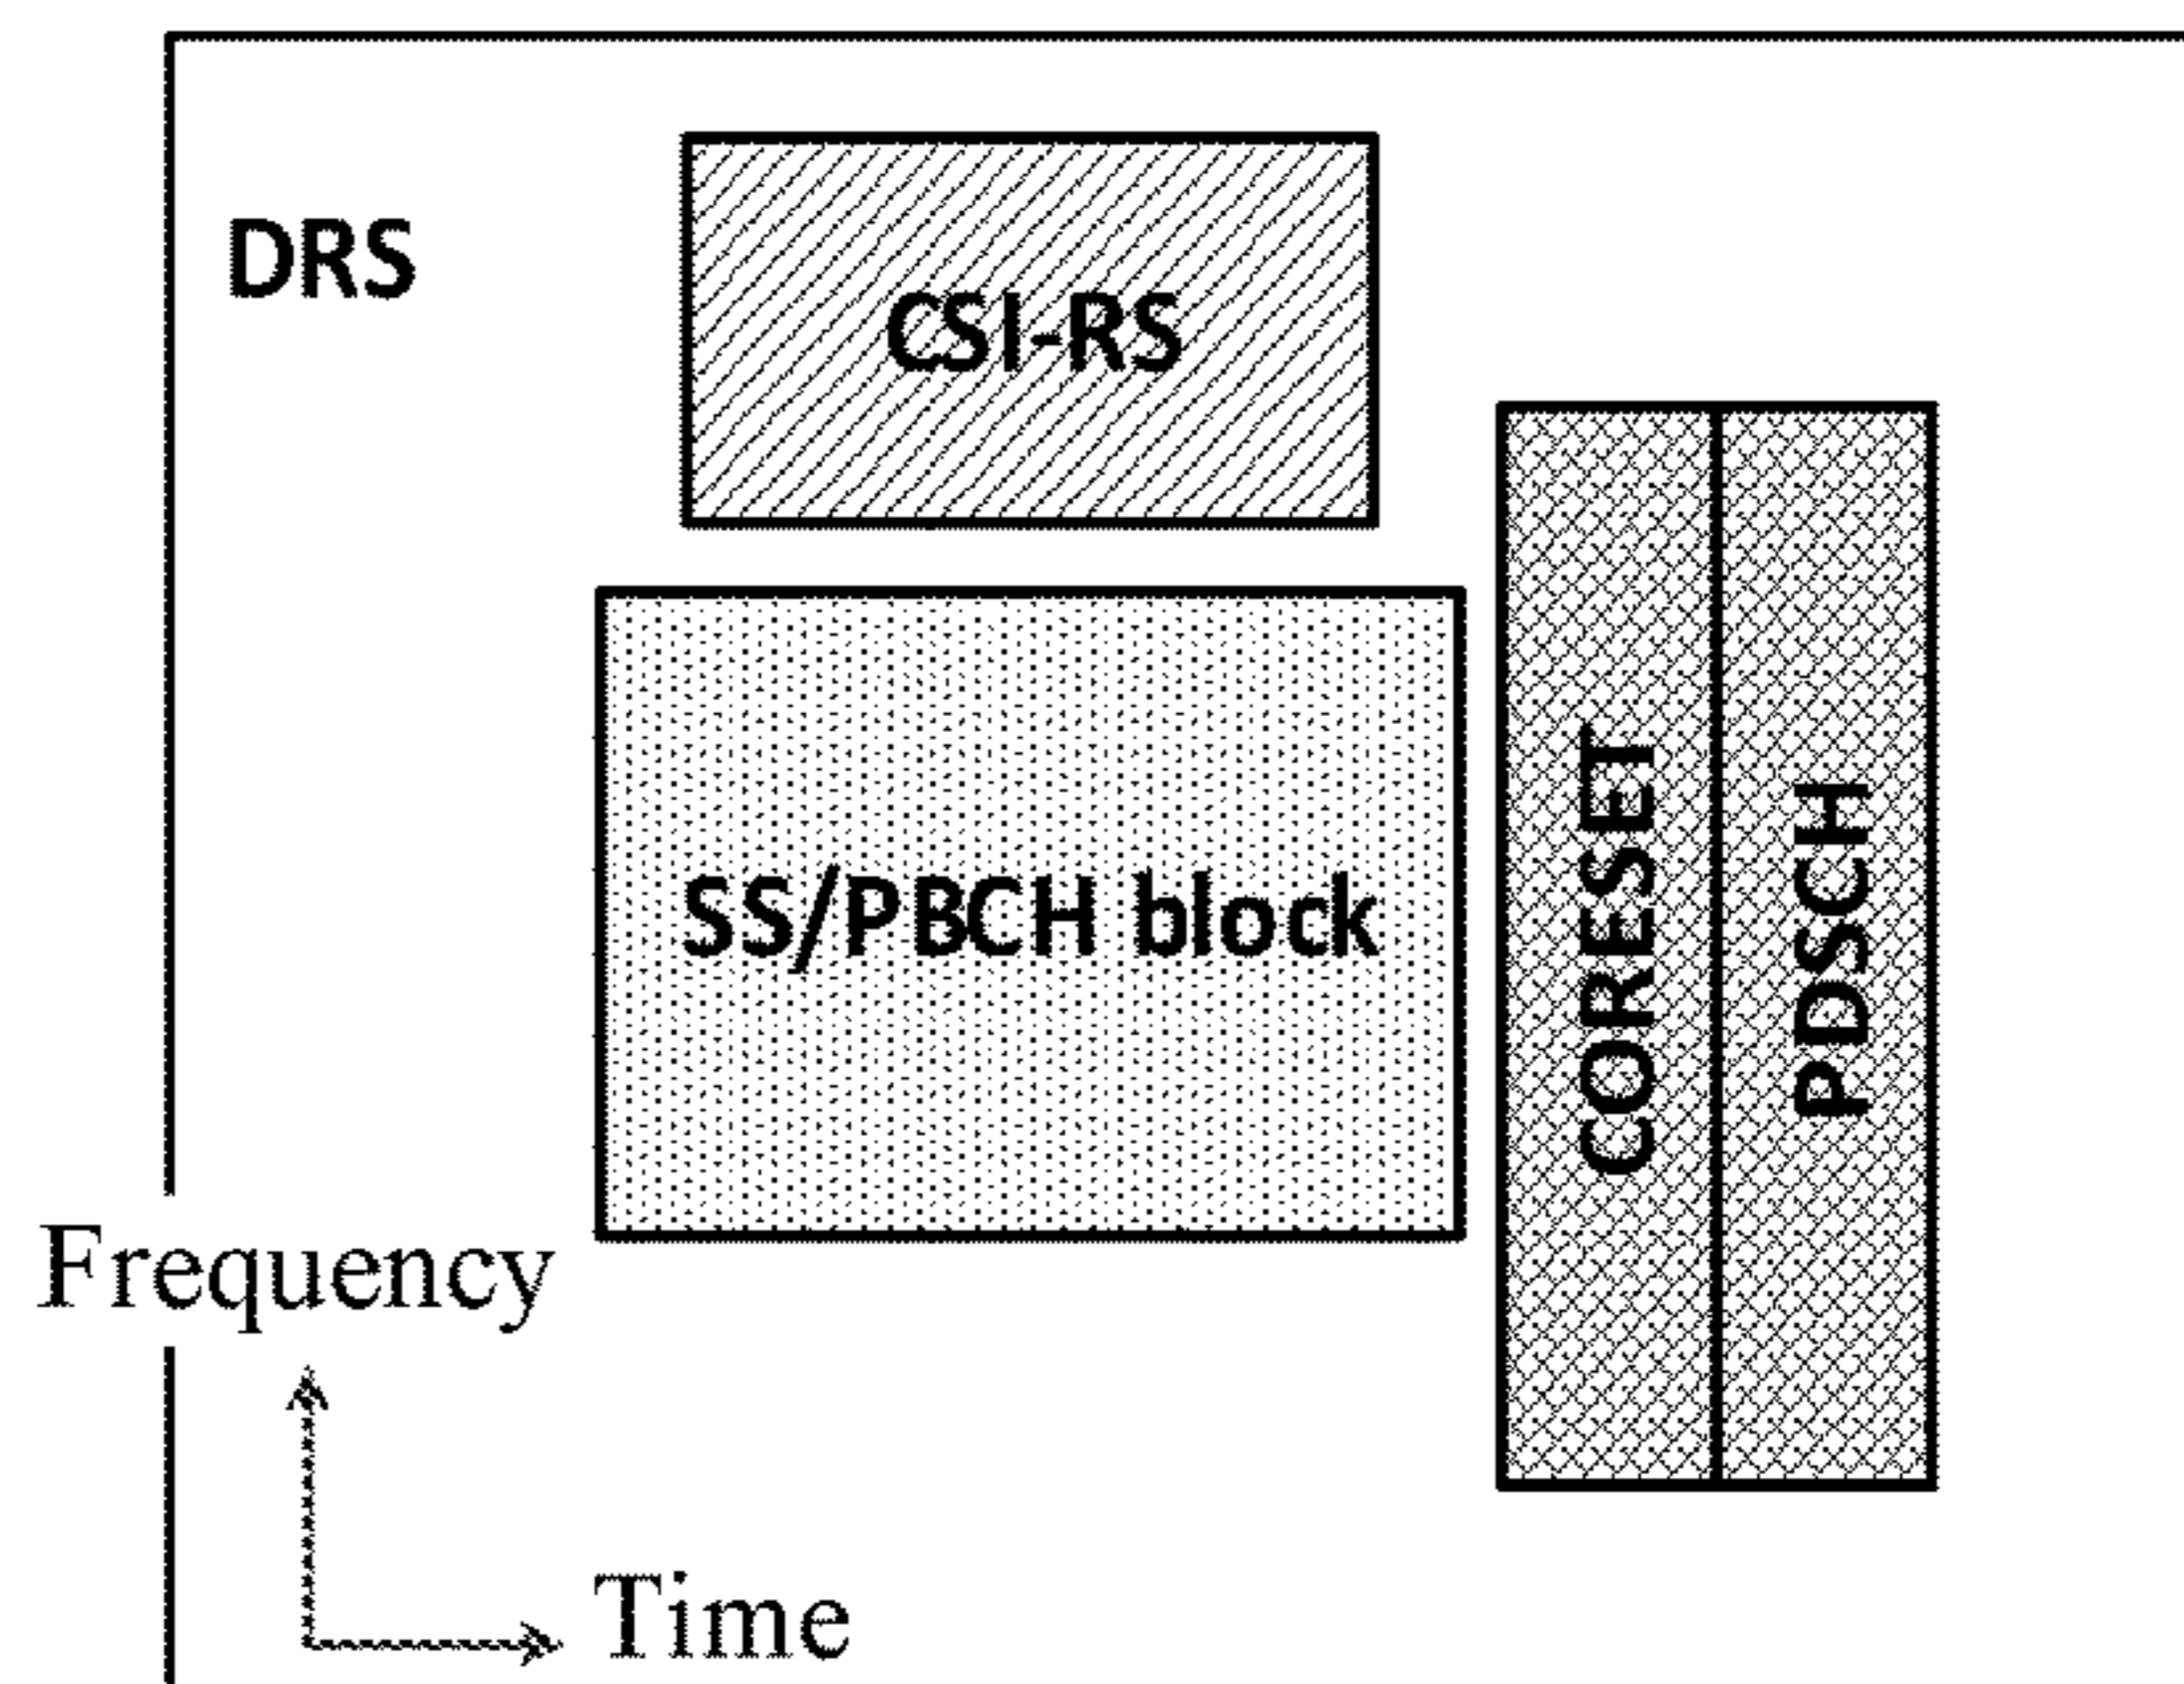 DRS
CSI-RS
SS/PBCH block
CORESET
PDSCH
Frequency
Time